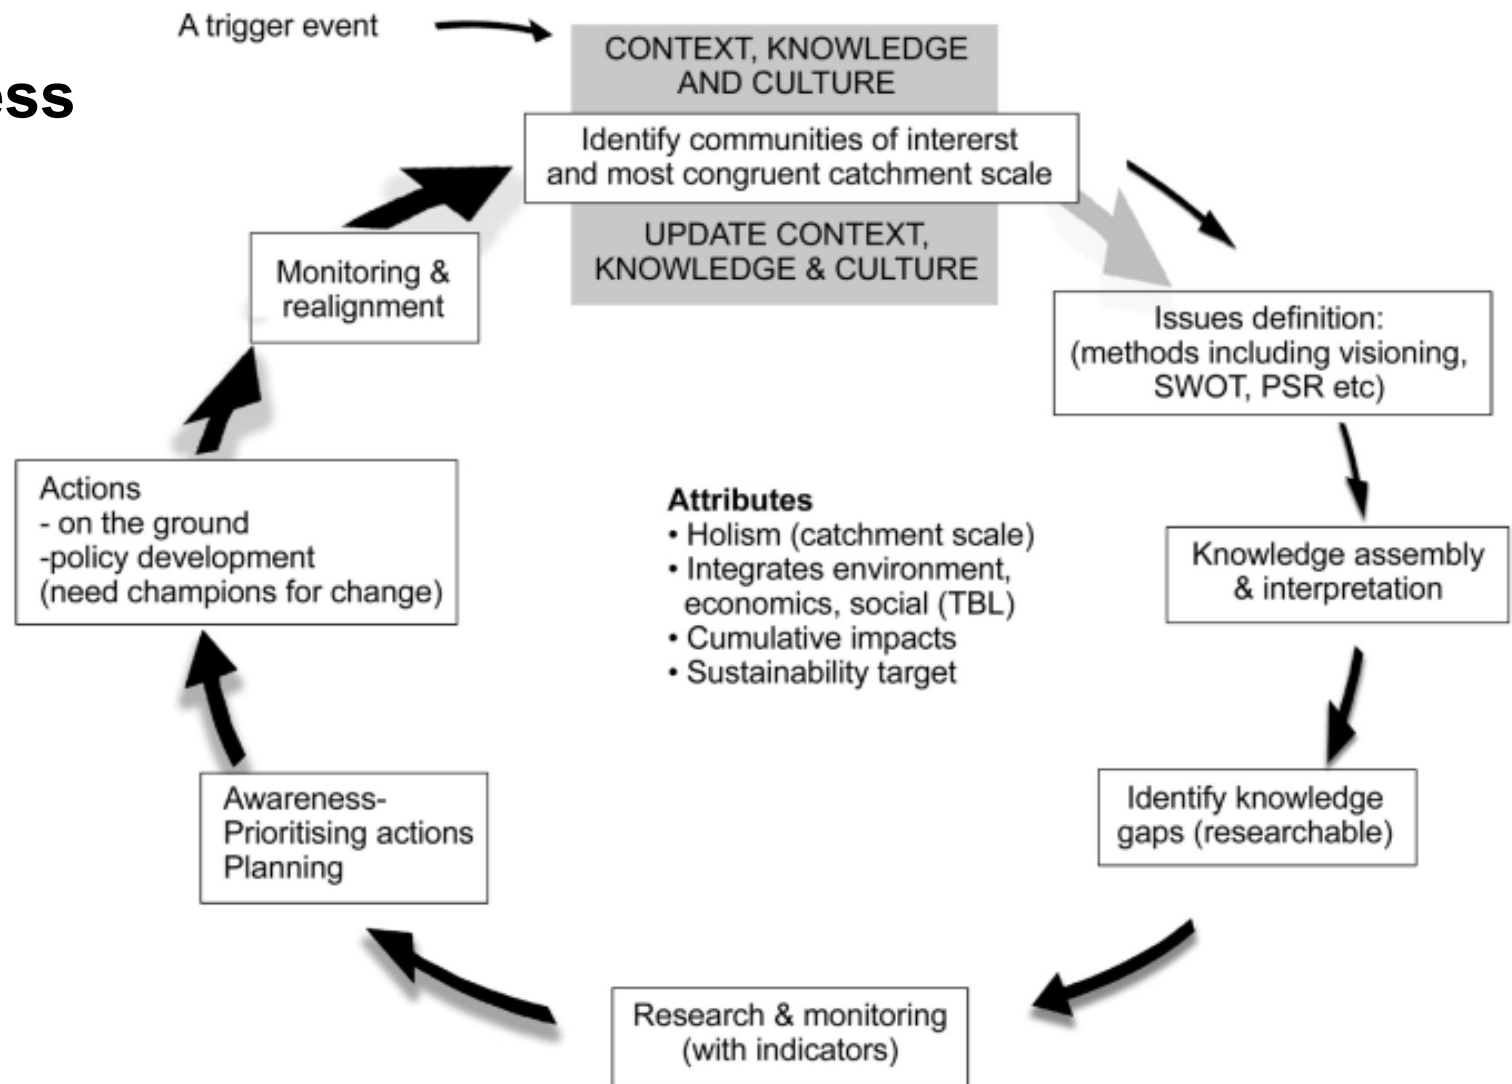 A trigger event
ess
CONTEXT, KNOWLEDGE
AND CULTURE
Identify communities of intererst
and most congruent catchment scale
UPDATE CONTEXT,
KNOWLEDGE & CULTURE
Monitoring &
realignment
Issues definition:
(methods including visioning,
SWOT, PSR etc)
Actions
- on the ground
-policy development
(need champions for change)
Attributes
• Holism (catchment scale)
• Integrates environment,
economics, social (TBL)
• Cumulative impacts
• Sustainability target
Knowledge assembly
& interpretation
Awareness-
Prioritising actions
Planning
Identify knowledge
gaps (researchable)
Research & monitoring
(with indicators)